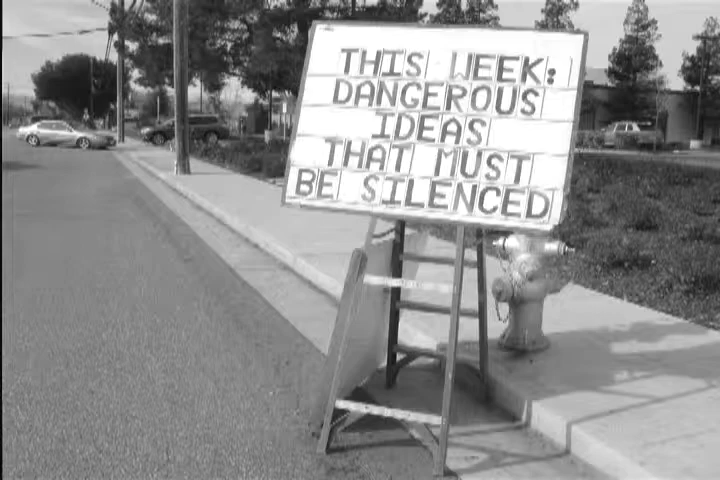 THIS WEEK:
DANGEROUS
IDEAS
THAT MUST
BE SILENCED